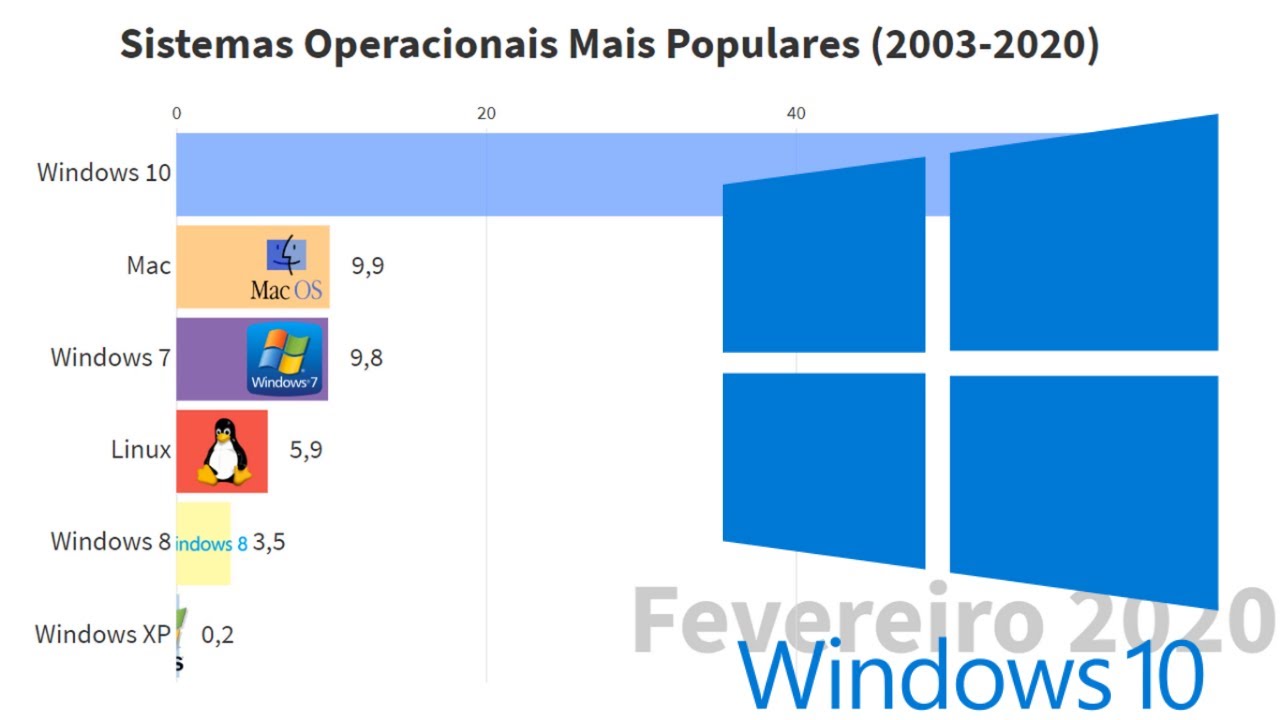 Sistemas Operacionais Mais Populares (2003-2020)
0 20 40
Windows 10
Mac Mac OS 9,9
Windows 7 Windows 7 9,8
Linux 5,9
Windows 8 indows 8 3,5
Windows XP s 0,2
Fevereiro 2020
Windows 10